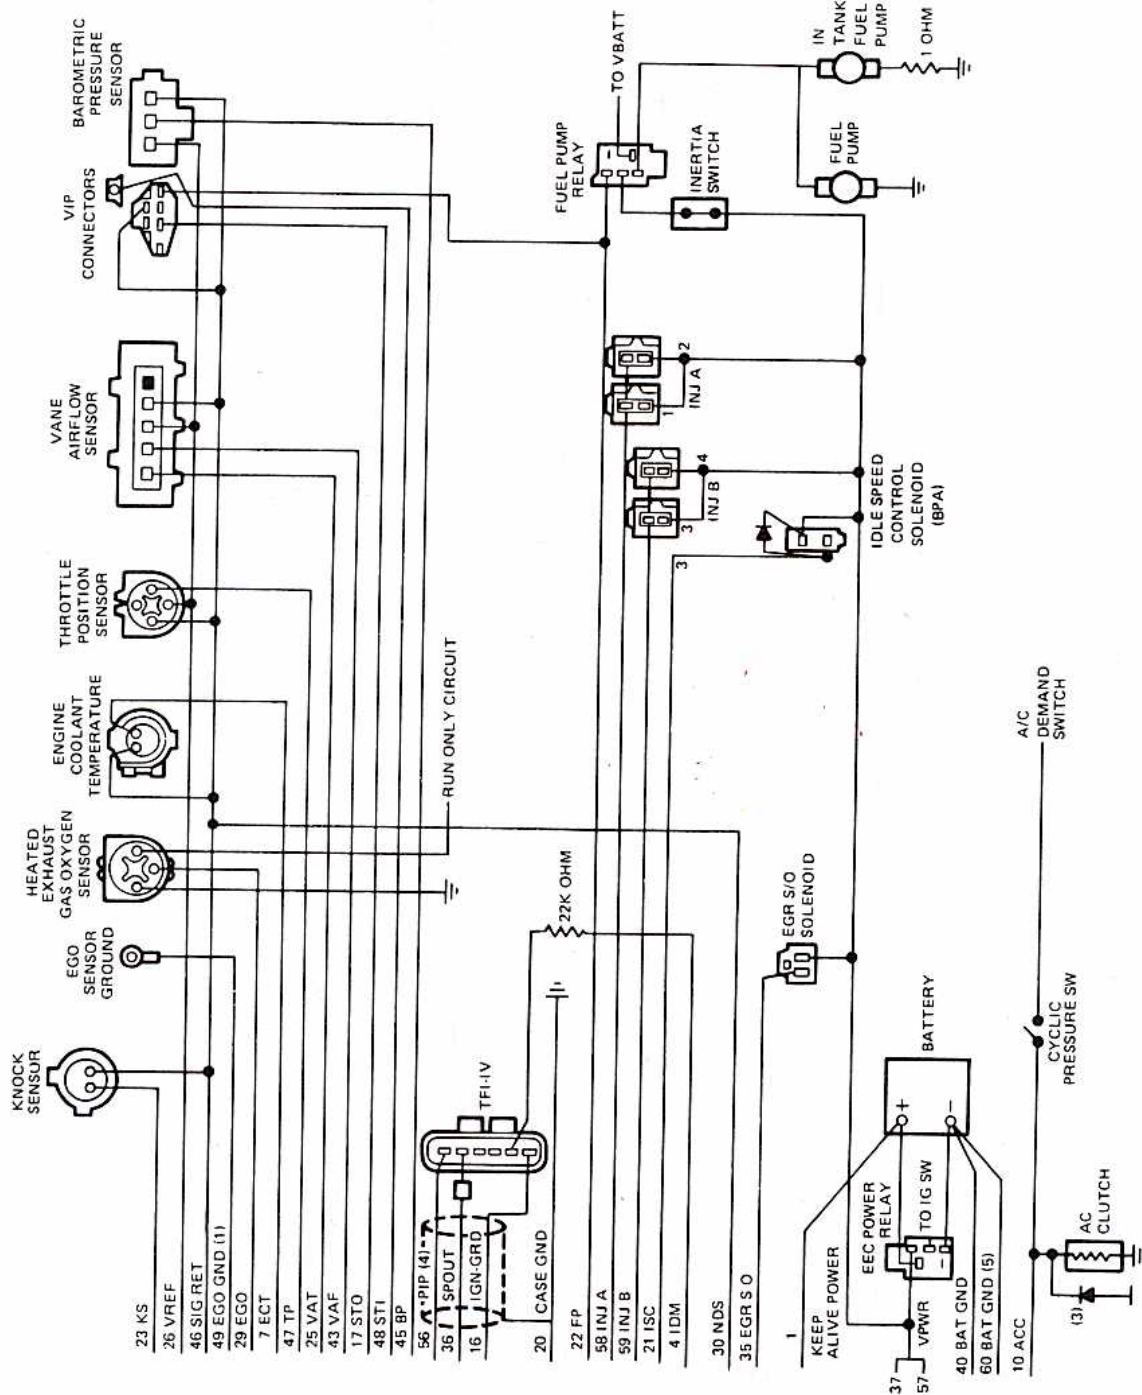 KNOCK
SENSOR
EGO
SENSOR
GROUND
HEATED
EXHAUST
GAS OXYGEN
SENSOR
ENGINE
COOLANT
TEMPERATURE
THROTTLE
POSITION
SENSOR
VANE
AIRFLOW
SENSOR
VIP
CONNECTORS
BAROMETRIC
PRESSURE
SENSOR
23 KS
26 VREF
46 SIG RET
49 EGO GND (1)
29 EGO
7 ECT
47 TP
25 VAT
43 VAF
17 STO
48 STI
45 BP
56 PIP (4)
36 SPOUT
16 IGN-GRD
20 CASE GND
22 FP
58 INJ A
59 INJ B
21 ISC
4 IDM
30 NDS
35 EGR S O
1 KEEP
ALIVE POWER
37
57
VPWR
40 BAT GND
60 BAT GND (5)
10 ACC
RUN ONLY CIRCUIT
TFI-IV
22K OHM
FUEL PUMP
RELAY
TO VBATT
INERTIA
SWITCH
IN
TANK
FUEL
PUMP
1 OHM
FUEL
PUMP
2
INJ A
1
4
INJ B
3
3
IDLE SPEED
CONTROL
SOLENOID
(BPA)
EGR S/O
SOLENOID
BATTERY
+
−
EEC POWER
RELAY
TO IG SW
A/C
DEMAND
SWITCH
CYCLIC
PRESSURE SW
AC
CLUTCH
(3)